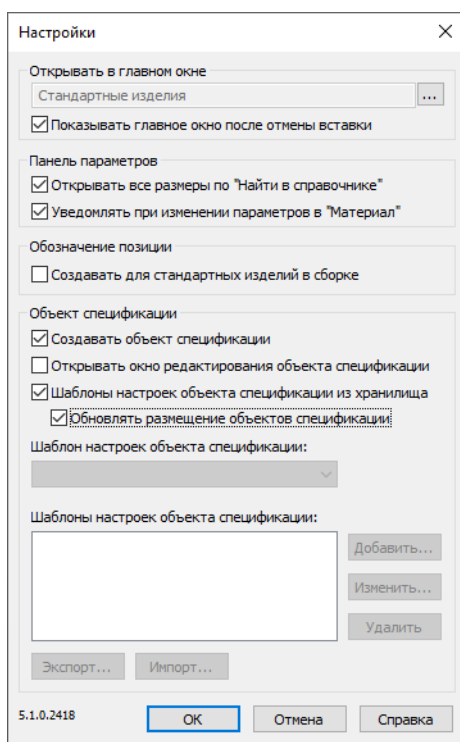 Настройки
Открывать в главном окне
Стандартные изделия
...
Показывать главное окно после отмены вставки
Панель параметров
Открывать все размеры по "Найти в справочнике"
Уведомлять при изменении параметров в "Материал"
Обозначение позиции
Создавать для стандартных изделий в сборке
Объект спецификации
Создавать объект спецификации
Открывать окно редактирования объекта спецификации
Шаблоны настроек объекта спецификации из хранилища
Обновлять размещение объектов спецификации
Шаблон настроек объекта спецификации:
Шаблоны настроек объекта спецификации:
Добавить...
Изменить...
Удалить
Экспорт... Импорт...
5.1.0.2418 OK Отмена Справка